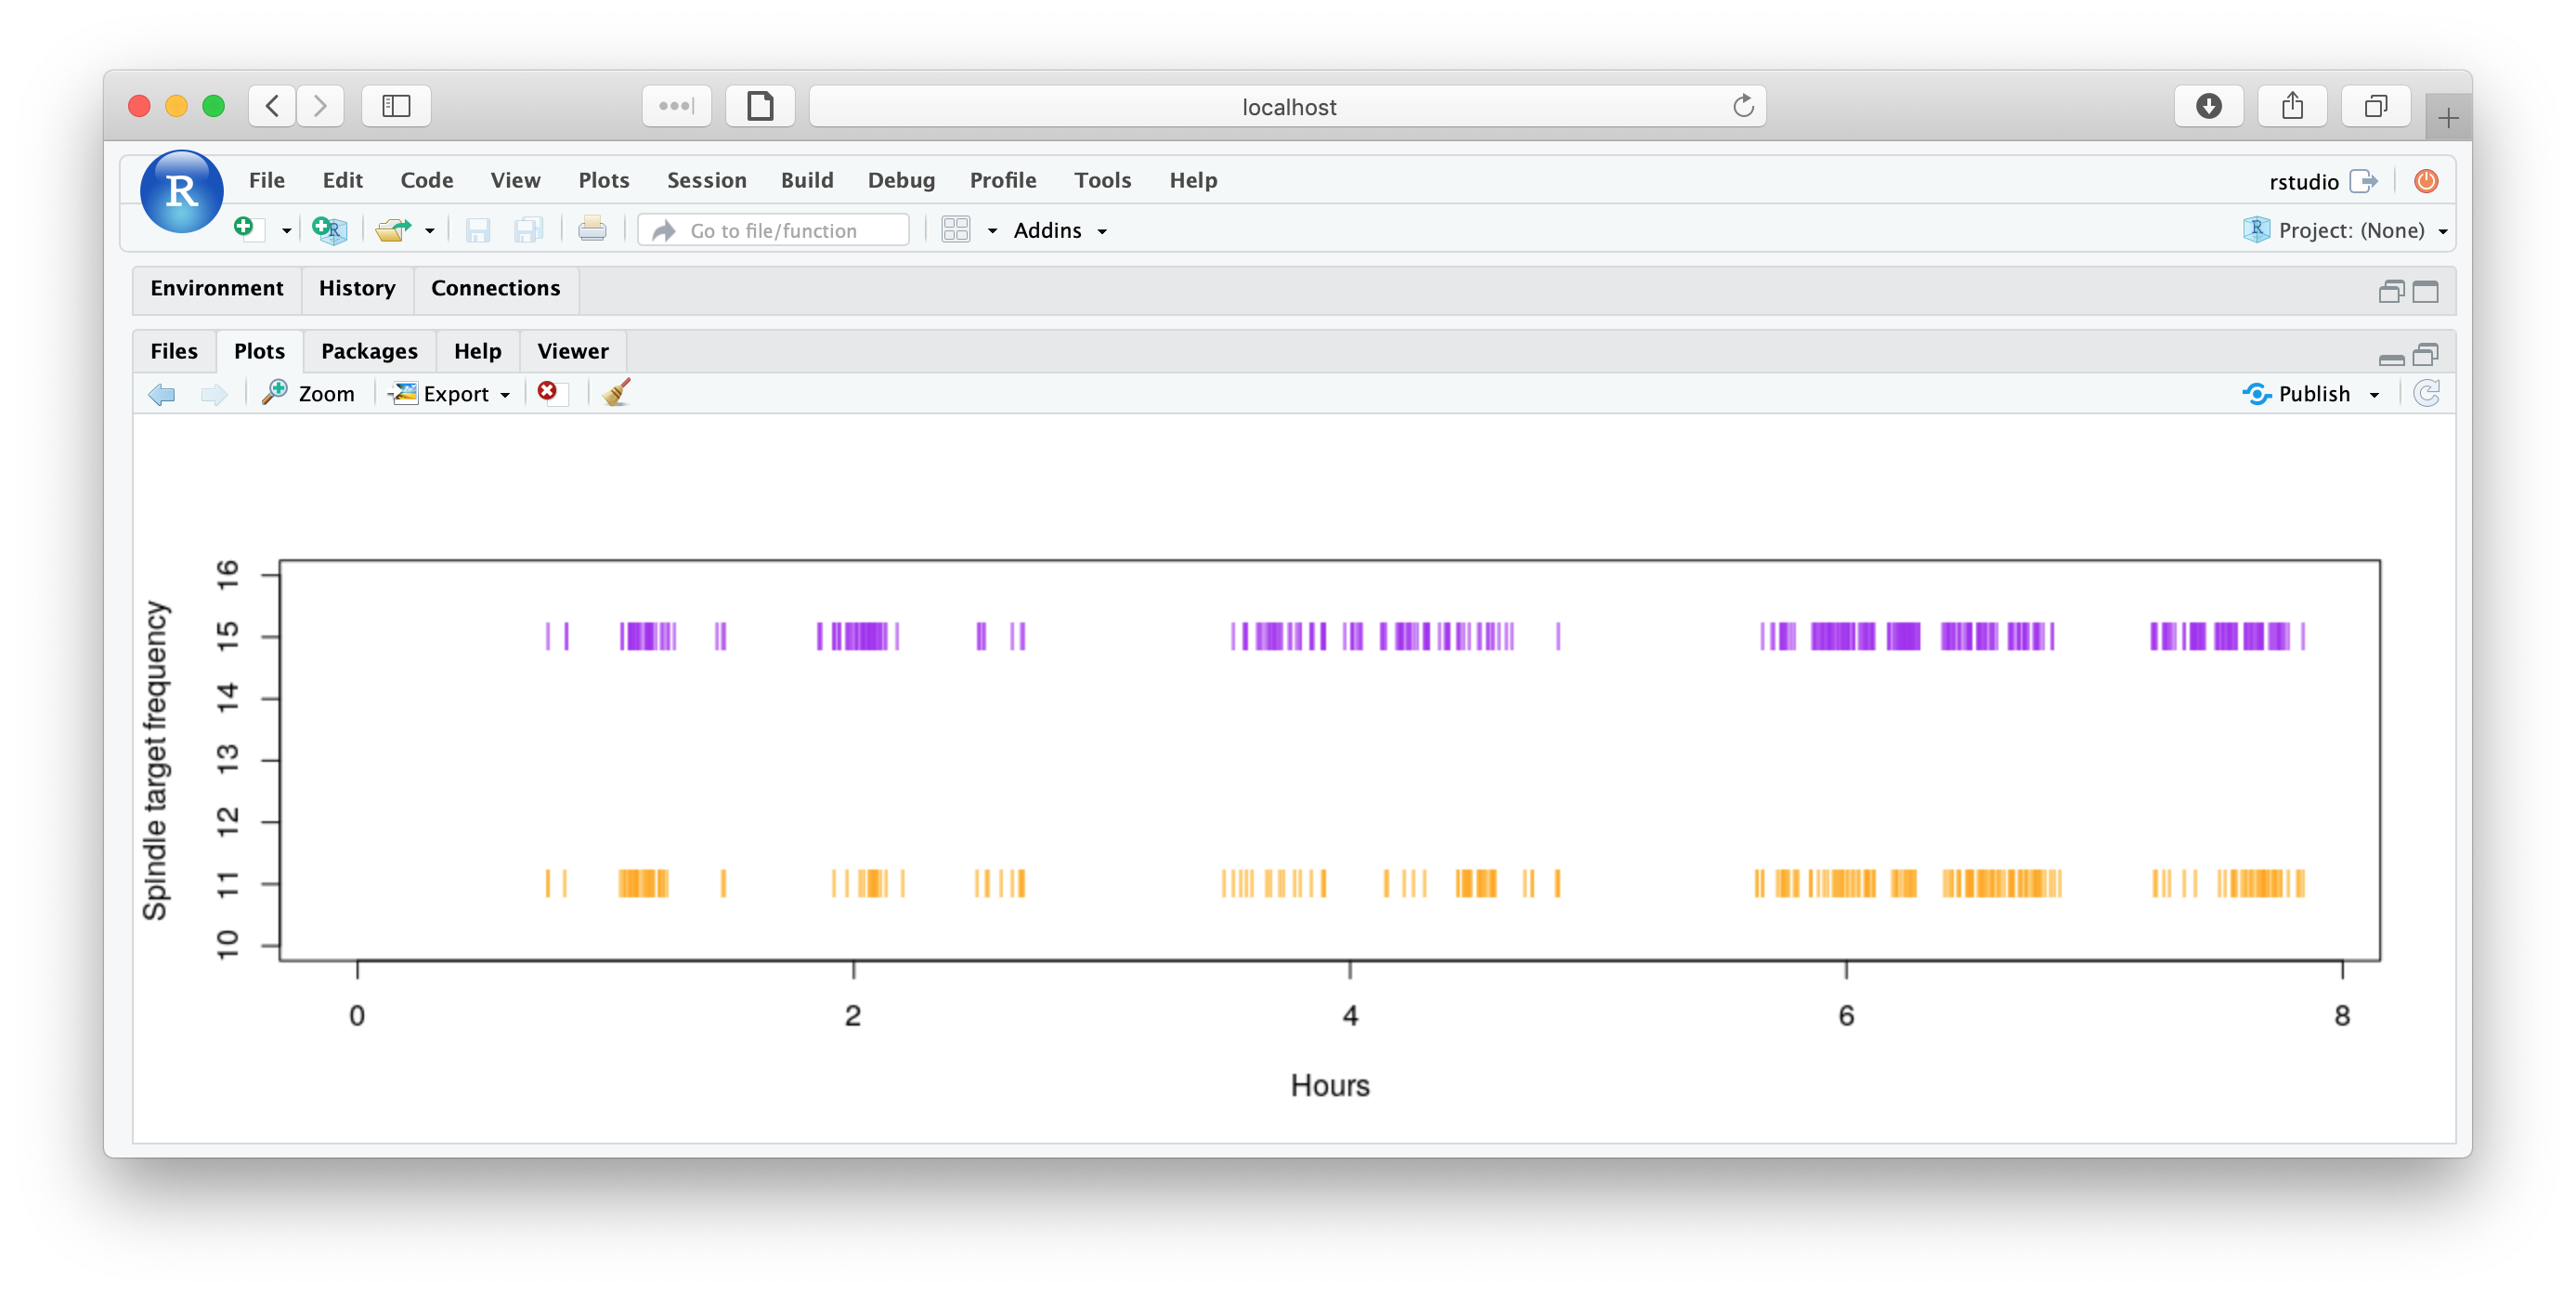 localhost
R File Edit Code View Plots Session Build Debug Profile Tools Help rstudio
R Go to file/function Addins R Project: (None)
Environment History Connections
Files Plots Packages Help Viewer
Zoom Export Publish
Spindle target frequency
16
15
14
13
12
11
10
0 2 4 6 8
Hours